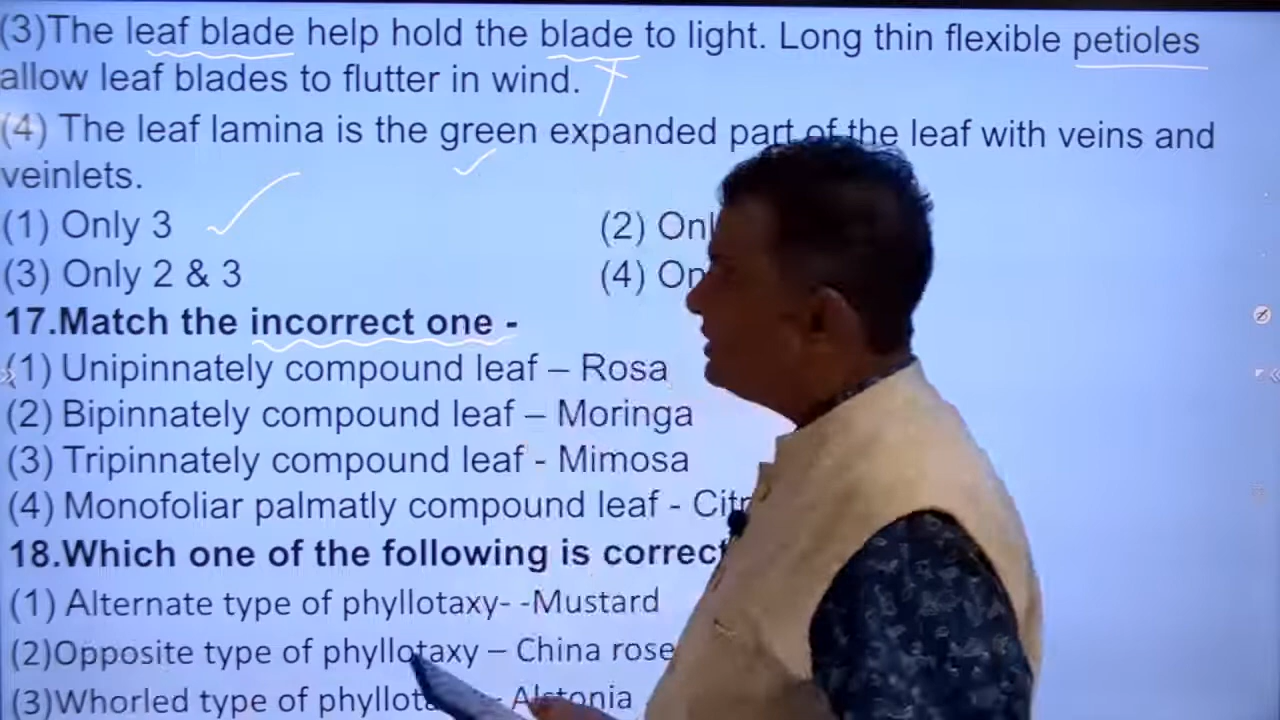 (3)The leaf blade help hold the blade to light. Long thin flexible petioles
allow leaf blades to flutter in wind.
(4) The leaf lamina is the green expanded part of the leaf with veins and
veinlets.
(1) Only 3
(2)
(3) Only 2 & 3
(4)
17.Match the incorrect one -
(1) Unipinnately compound leaf – Rosa
(2) Bipinnately compound leaf – Moringa
(3) Tripinnately compound leaf - Mimosa
(4) Monofoliar palmatly compound leaf -
18.Which one of the following is correct
(1) Alternate type of phyllotaxy- -Mustard
(2)Opposite type of phyllotaxy – China rose
(3)Whorled type of - Alstonia